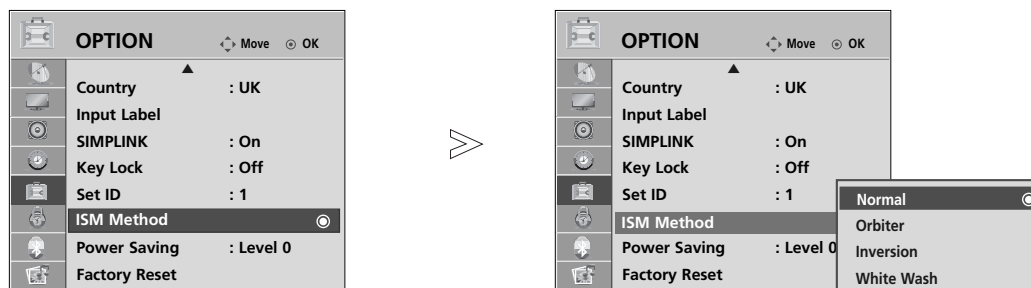 OPTION Move OK
Country : UK
Input Label
SIMPLINK : On
Key Lock : Off
Set ID : 1
ISM Method
Power Saving : Level 0
Factory Reset
OPTION Move OK
Country : UK
Input Label
SIMPLINK : On
Key Lock : Off
Set ID : 1
ISM Method
Power Saving : Level 0
Factory Reset
Normal
Orbiter
Inversion
White Wash